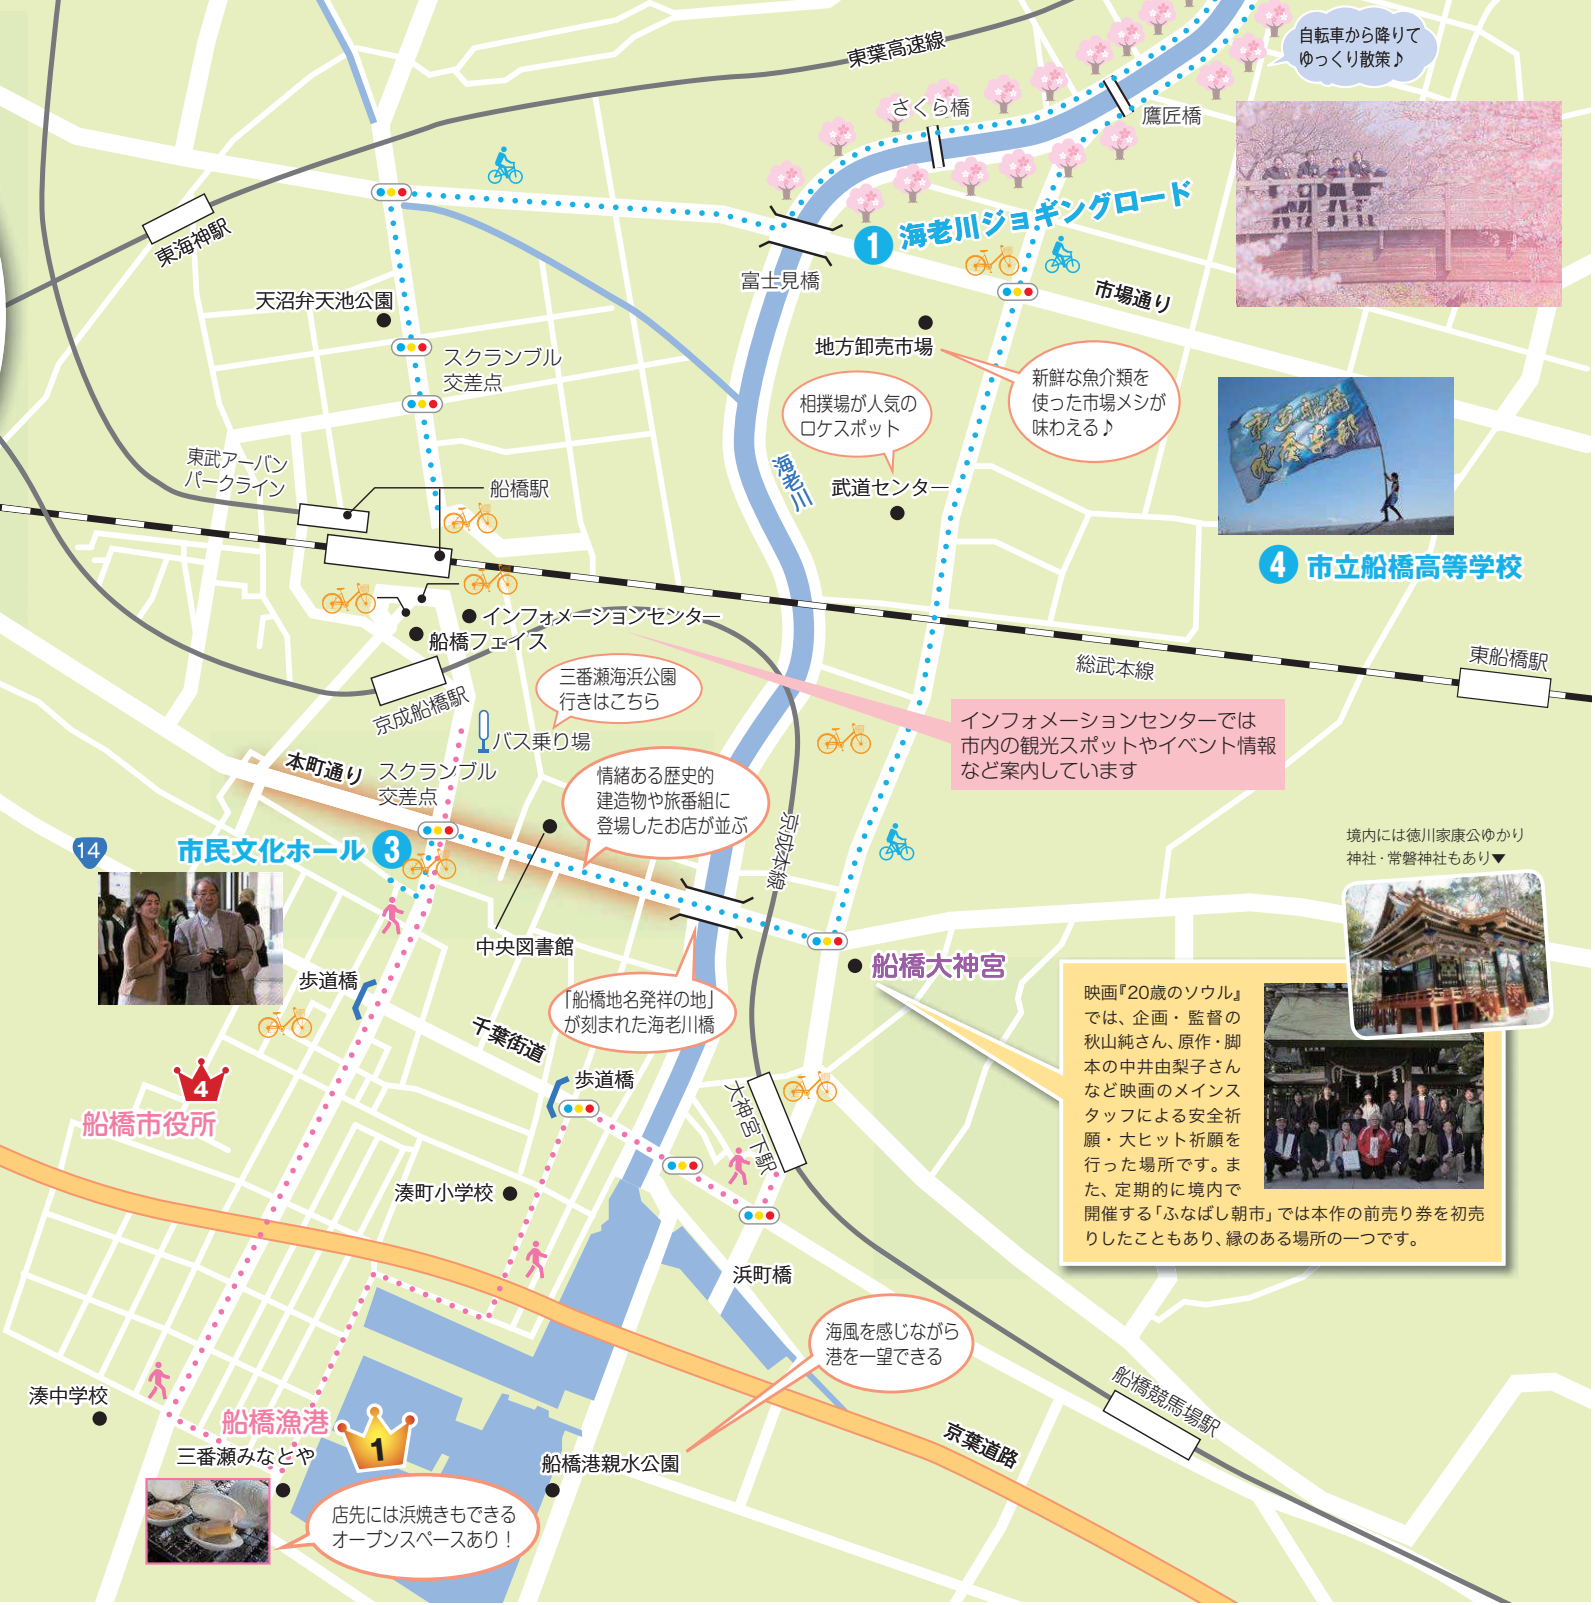 東葉高速線
自転車から降りて
ゆっくり散策♪
さくら橋
鷹匠橋
東海神駅
1 海老川ジョギングロード
富士見橋
市場通り
天沼弁天池公園
スクランブル
交差点
地方卸売市場
新鮮な魚介類を
使った市場メシが
味わえる♪
相撲場が人気の
ロケスポット
市立船橋
吹奏楽部
海老川
武道センター
東武アーバン
パークライン
船橋駅
4 市立船橋高等学校
インフォメーションセンター
船橋フェイス
総武本線
東船橋駅
京成船橋駅
三番瀬海浜公園
行きはこちら
バス乗り場
インフォメーションセンターでは
市内の観光スポットやイベント情報
など案内しています
本町通り
スクランブル
交差点
情緒ある歴史的
建造物や旅番組に
登場したお店が並ぶ
京成本線
14
市民文化ホール 3
境内には徳川家康公ゆかり
神社・常磐神社もあり▼
中央図書館
船橋大神宮
歩道橋
「船橋地名発祥の地」
が刻まれた海老川橋
千葉街道
映画『20歳のソウル』
では、企画・監督の
秋山純さん、原作・脚
本の中井由梨子さん
など映画のメインス
タッフによる安全祈
願・大ヒット祈願を
行った場所です。ま
た、定期的に境内で
開催する「ふなばし朝市」では本作の前売り券を初売
りしたこともあり、縁のある場所の一つです。
4
船橋市役所
歩道橋
大神宮下駅
湊町小学校
浜町橋
海風を感じながら
港を一望できる
湊中学校
船橋漁港
1
三番瀬みなとや
船橋港親水公園
京葉道路
船橋競馬場駅
店先には浜焼きもできる
オープンスペースあり！